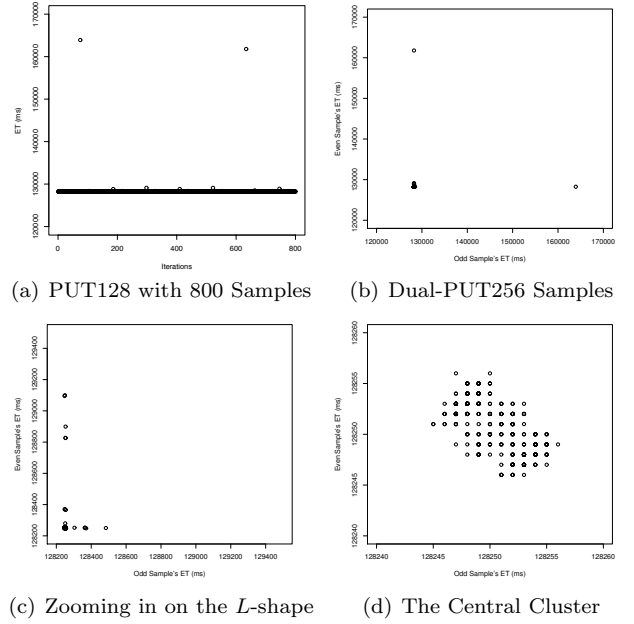 170000
160000
150000
140000
130000
120000
ET (ms)
0 200 400 600 800
Iterations
(a) PUT128 with 800 Samples
170000
160000
150000
140000
130000
120000
Even Sample's ET (ms)
120000 130000 140000 150000 160000 170000
Odd Sample's ET (ms)
(b) Dual-PUT256 Samples
129400
129200
129000
128800
128600
128400
128200
Even Sample's ET (ms)
128200 128400 128600 128800 129000 129200 129400
Odd Sample's ET (ms)
(c) Zooming in on the L-shape
128260
128255
128250
128245
128240
Even Sample's ET (ms)
128240 128245 128250 128255 128260
Odd Sample's ET (ms)
(d) The Central Cluster